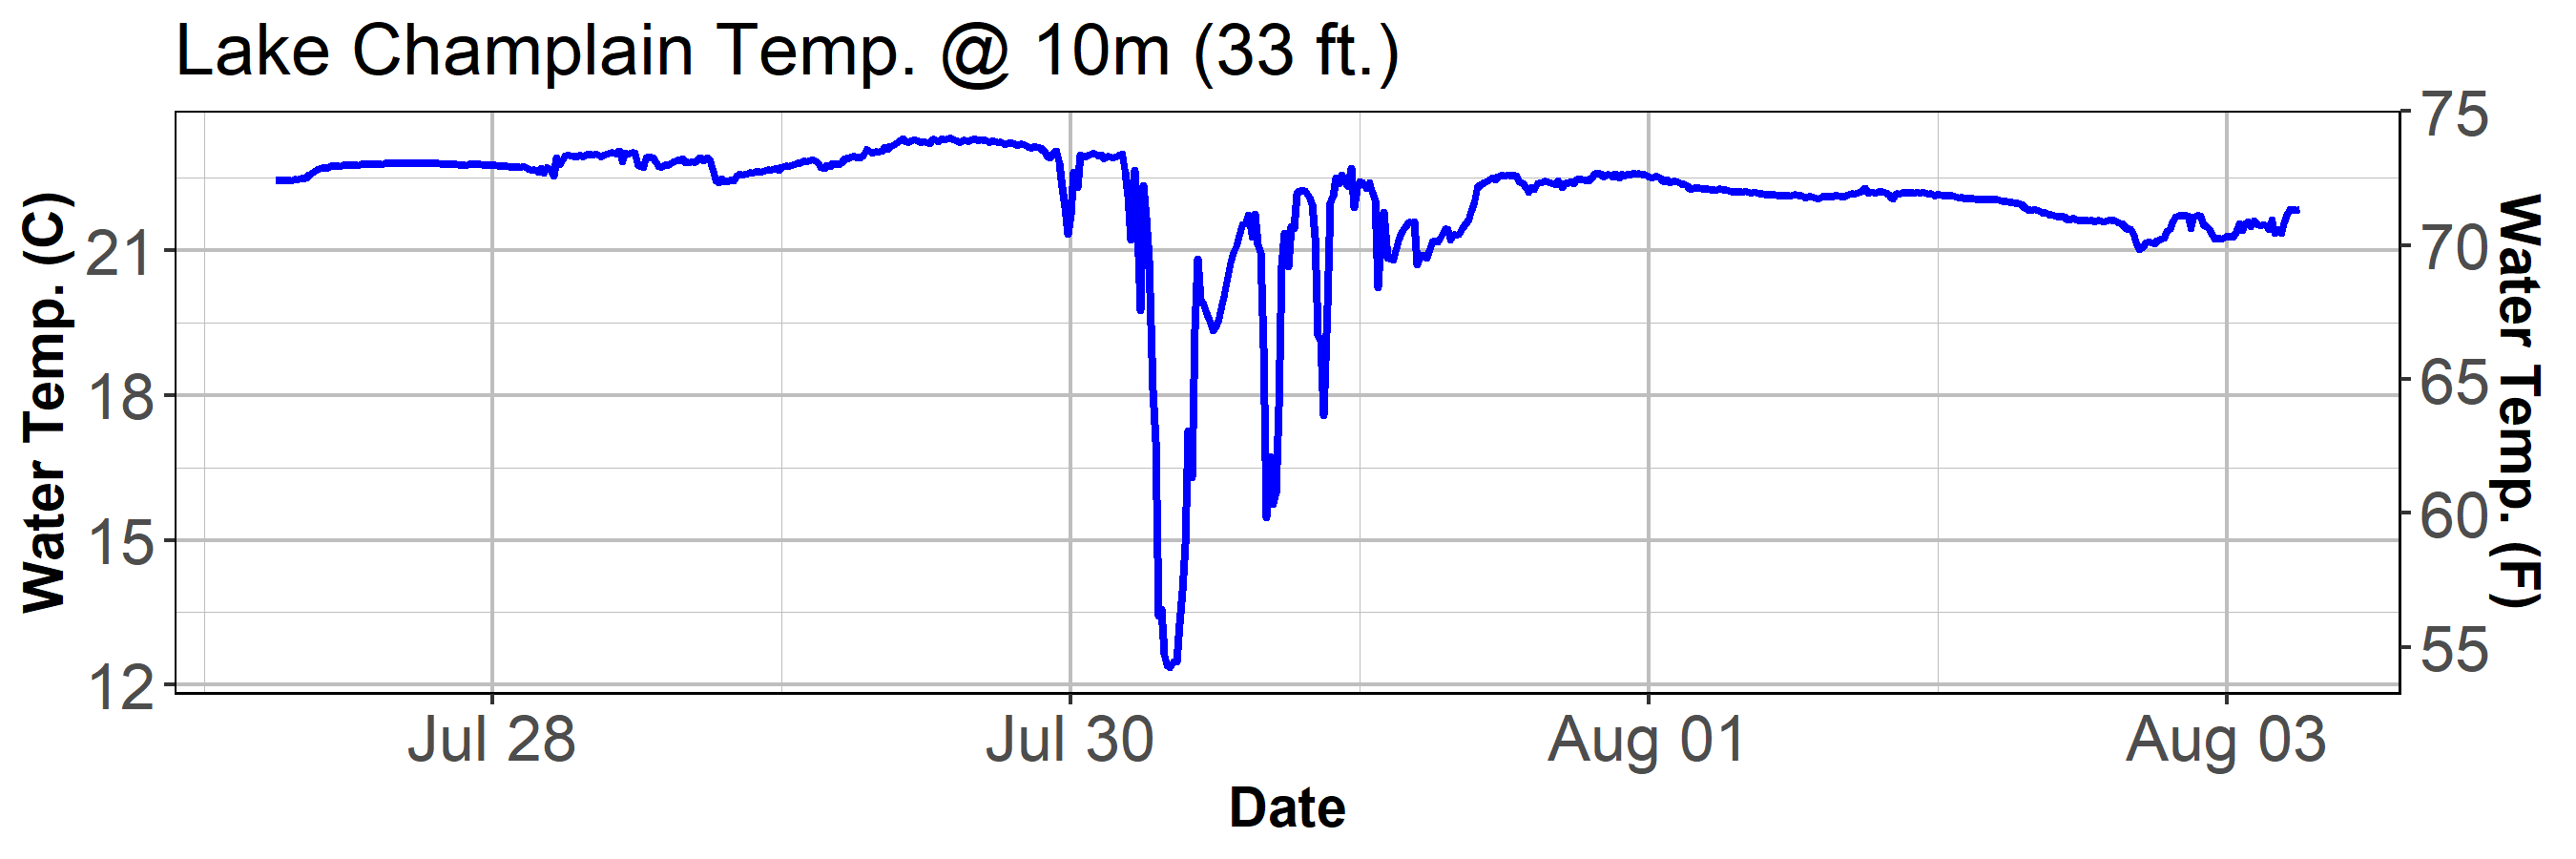 Lake Champlain Temp. @ 10m (33 ft.)
Water Temp. (C)
21
18
15
12
75
70
65
60
55
Water Temp. (F)
Jul 28
Jul 30
Aug 01
Aug 03
Date